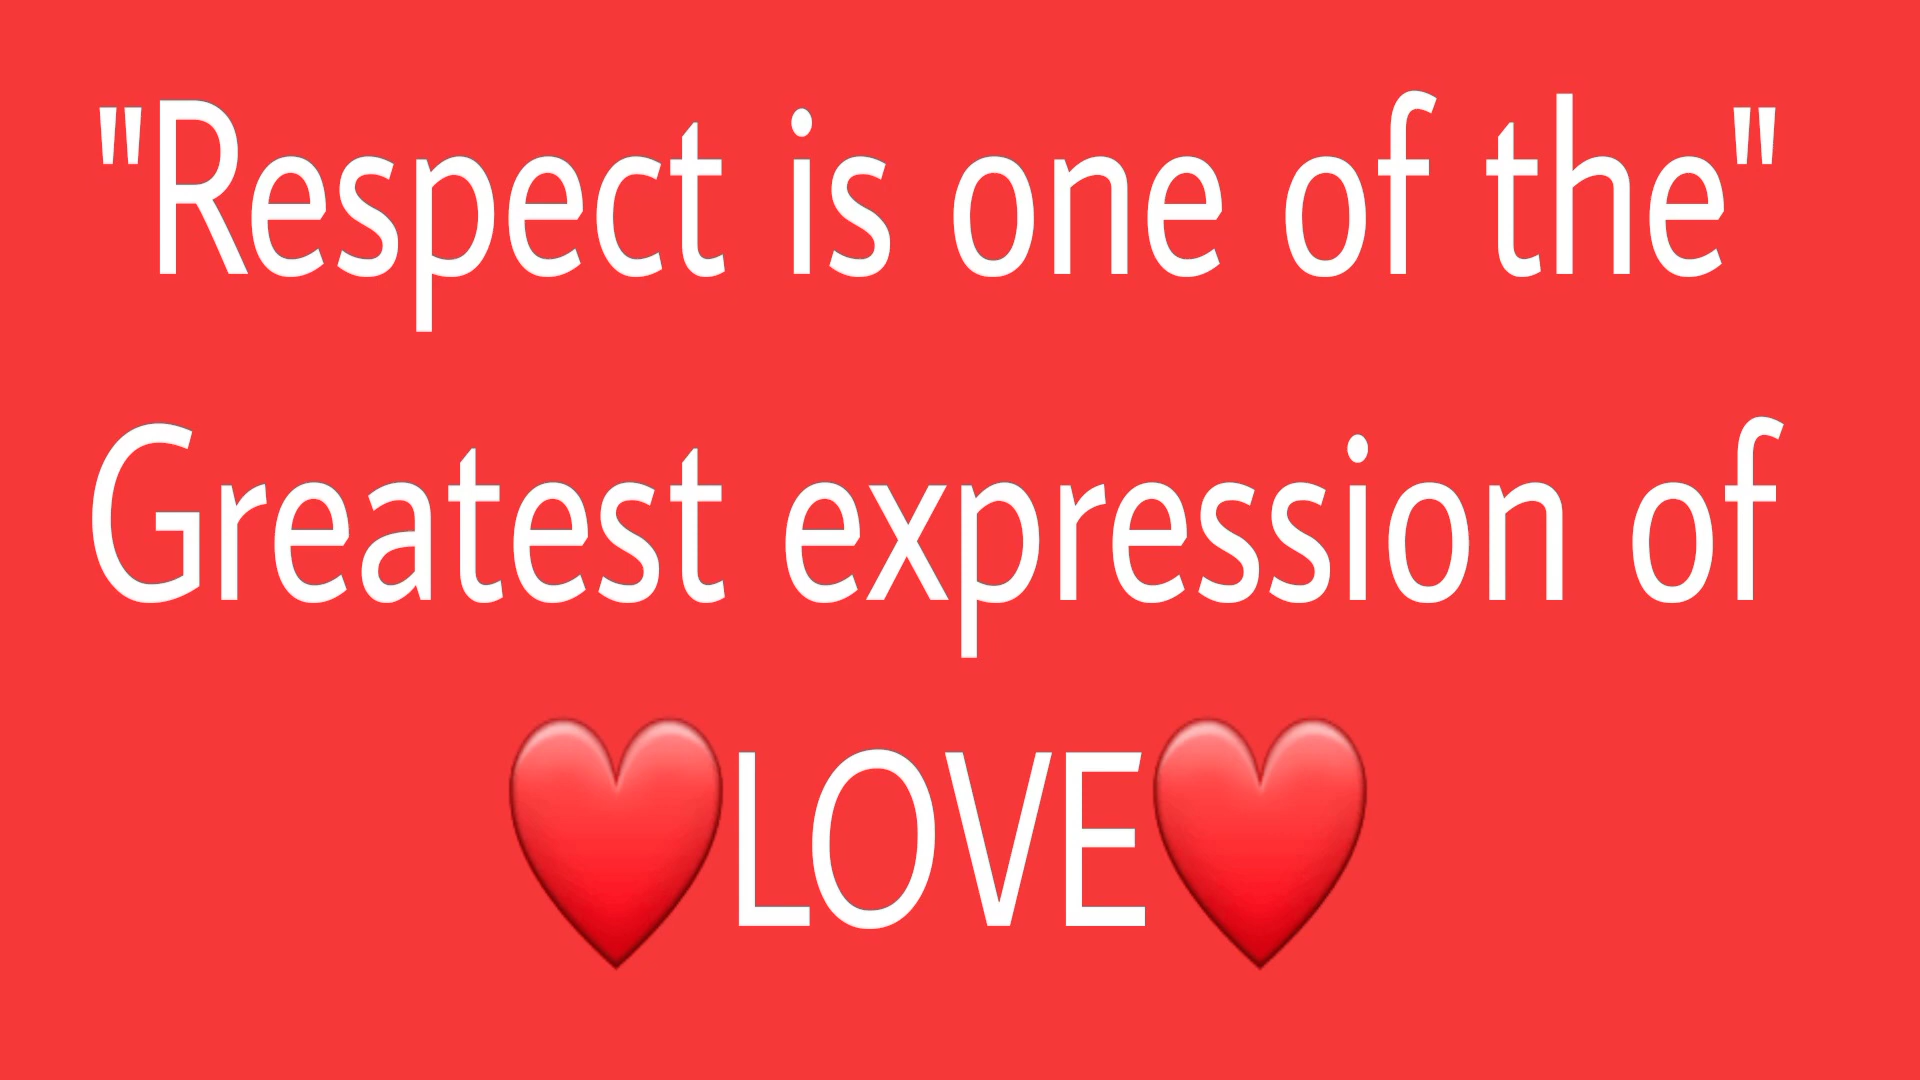 "Respect is one of the"
Greatest expression of
❤️LOVE❤️